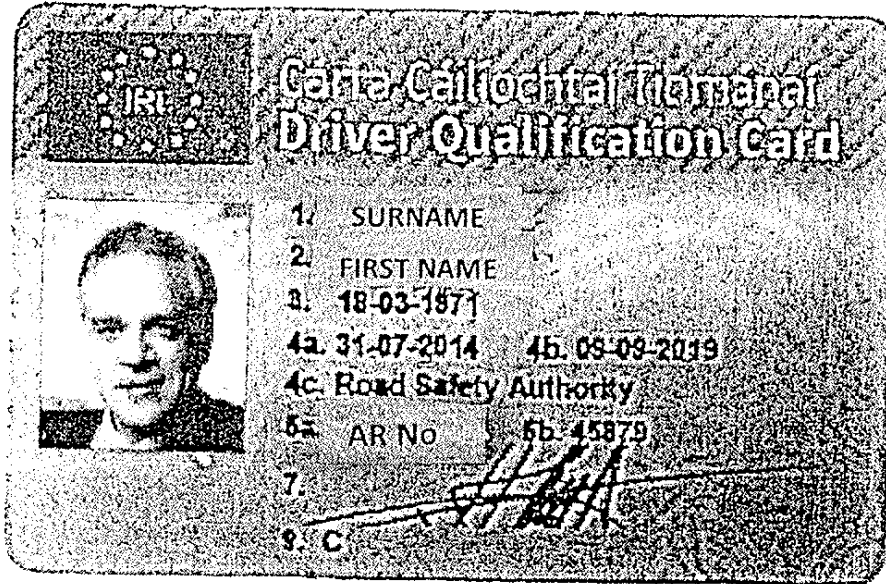 IRL
Cárta Cáilíochtaí Tiománaí
Driver Qualification Card
1. SURNAME
2. FIRST NAME
3. 18-03-1971
4a. 31-07-2014 4b. 09-09-2019
4c. Road Safety Authority
5a AR No 5b. 45879
7.
9. C